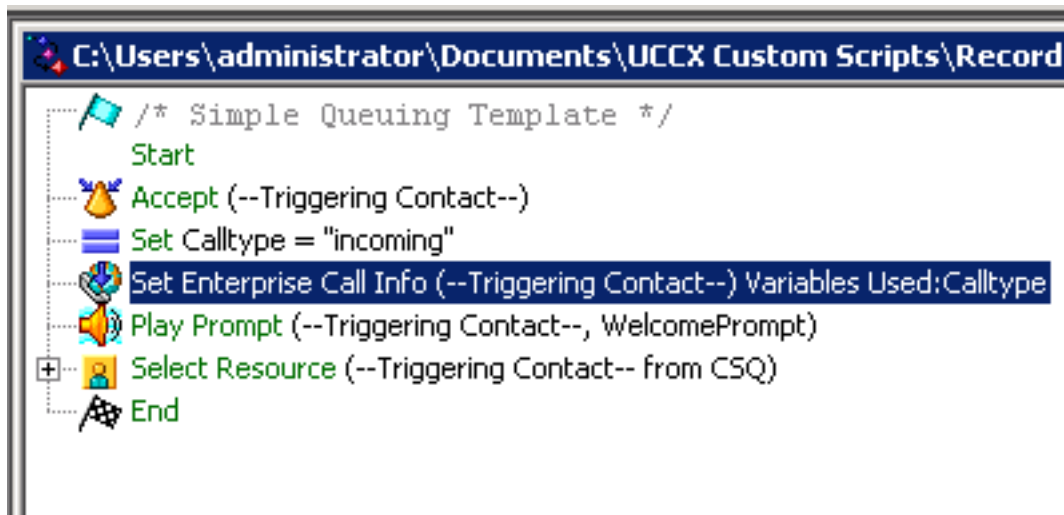 C:\Users\administrator\Documents\UCCX Custom Scripts\Record
/* Simple Queuing Template */
Start
Accept (--Triggering Contact--)
Set Calltype = "incoming"
Set Enterprise Call Info (--Triggering Contact--) Variables Used:Calltype
Play Prompt (--Triggering Contact--, WelcomePrompt)
Select Resource (--Triggering Contact-- from CSQ)
End